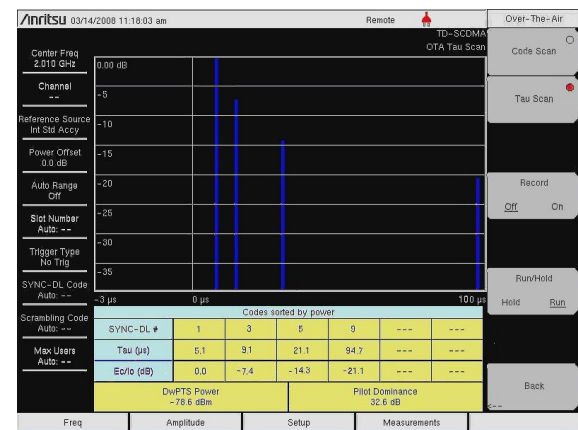 Anritsu 03/14/2008 11:18:03 am
Remote
Over-The-Air
TD-SCDMA
OTA Tau Scan
Center Freq
2.010 GHz
Channel
--
Reference Source
Int Std Accy
Power Offset
0.0 dB
Auto Range
Off
Slot Number
Auto: --
Trigger Type
No Trig
SYNC-DL Code
Auto: --
Scrambling Code
Auto: --
Max Users
Auto: --
0.00 dB
-5
-10
-15
-20
-25
-30
-35
-3 µs 0 µs 100 µs
Codes sorted by power
SYNC-DL # 1 3 5 9 --- ---
Tau (µs) 5.1 9.1 21.1 94.7 --- ---
Ec/Io (dB) 0.0 -7.4 -14.3 -21.1 --- ---
DwPTS Power
-78.6 dBm
Pilot Dominance
32.6 dB
Code Scan
Tau Scan
Record
Off On
Run/Hold
Hold Run
Back
<--
Freq Amplitude Setup Measurements